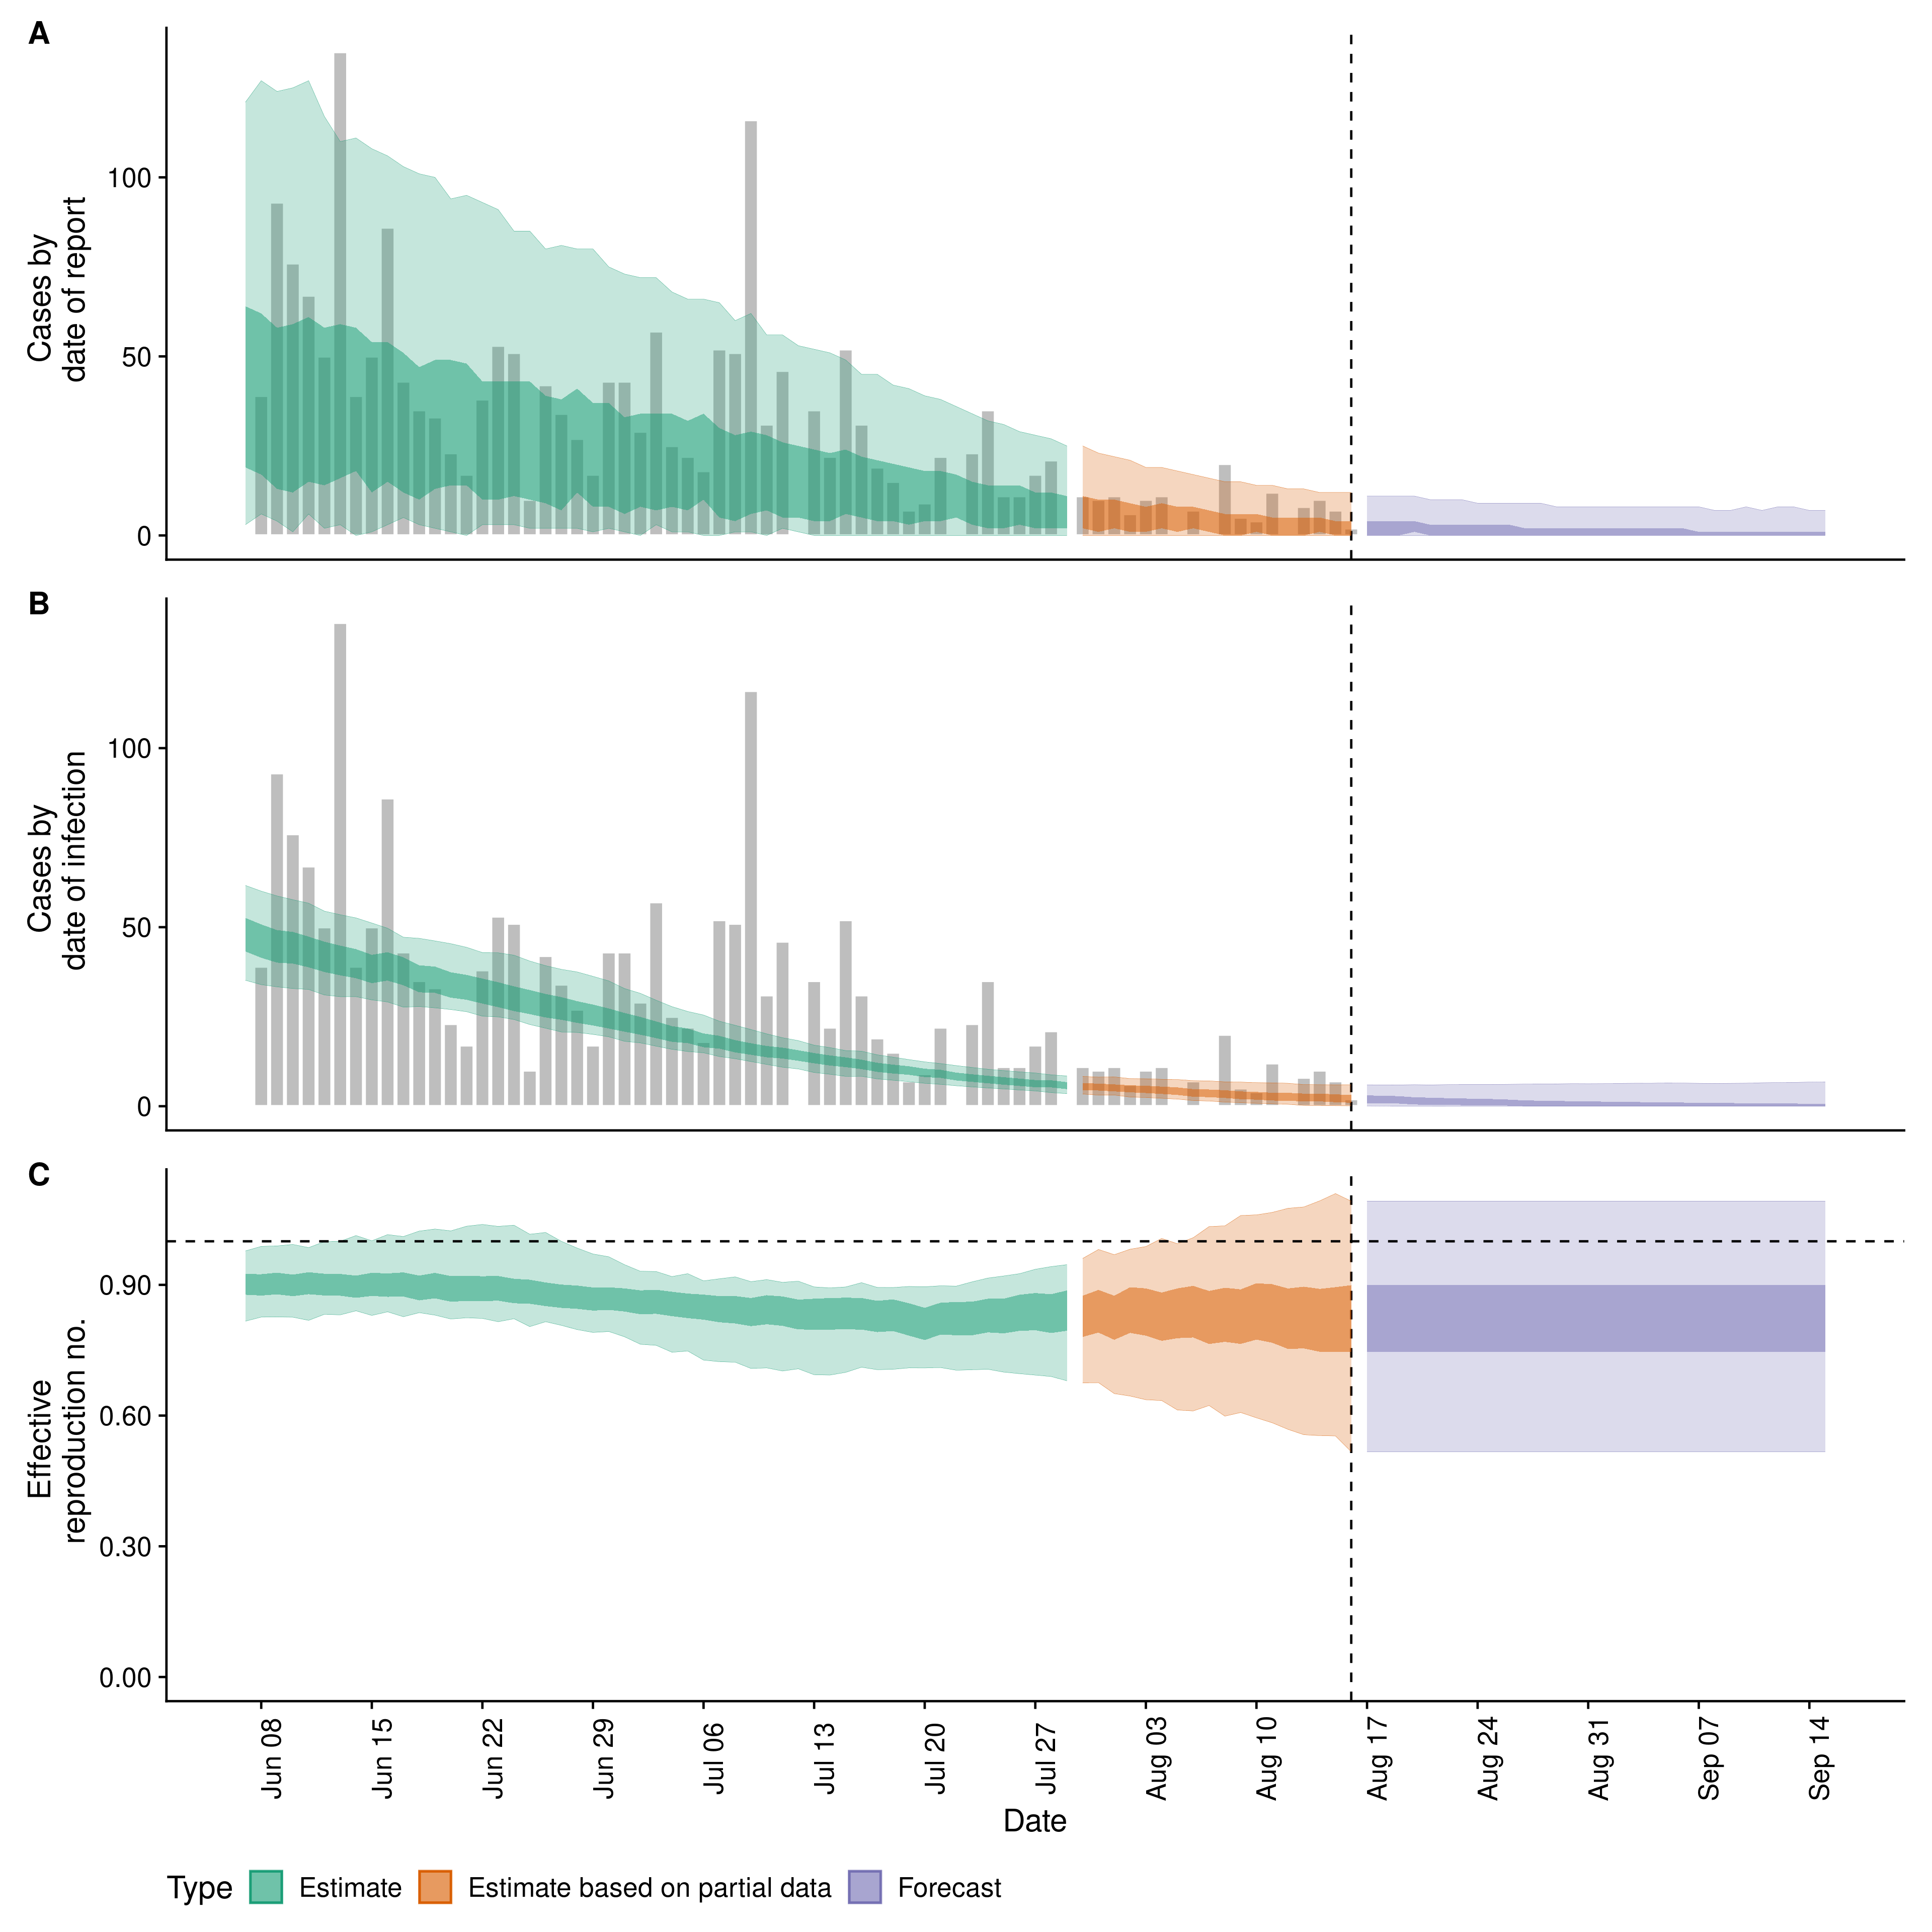 A
Cases by
date of report
100
50
0
B
Cases by
date of infection
100
50
0
C
Effective
reproduction no.
0.90
0.60
0.30
0.00
Jun 08
Jun 15
Jun 22
Jun 29
Jul 06
Jul 13
Jul 20
Jul 27
Aug 03
Aug 10
Aug 17
Aug 24
Aug 31
Sep 07
Sep 14
Date
Type Estimate Estimate based on partial data Forecast